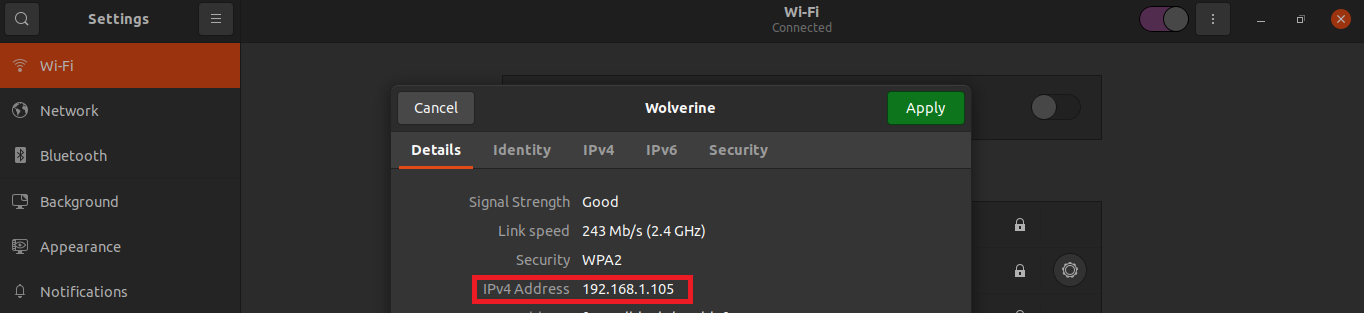 Settings
Wi-Fi
Connected
Wi-Fi
Network
Bluetooth
Background
Appearance
Notifications
Cancel
Wolverine
Apply
Details Identity IPv4 IPv6 Security
Signal Strength Good
Link speed 243 Mb/s (2.4 GHz)
Security WPA2
IPv4 Address 192.168.1.105